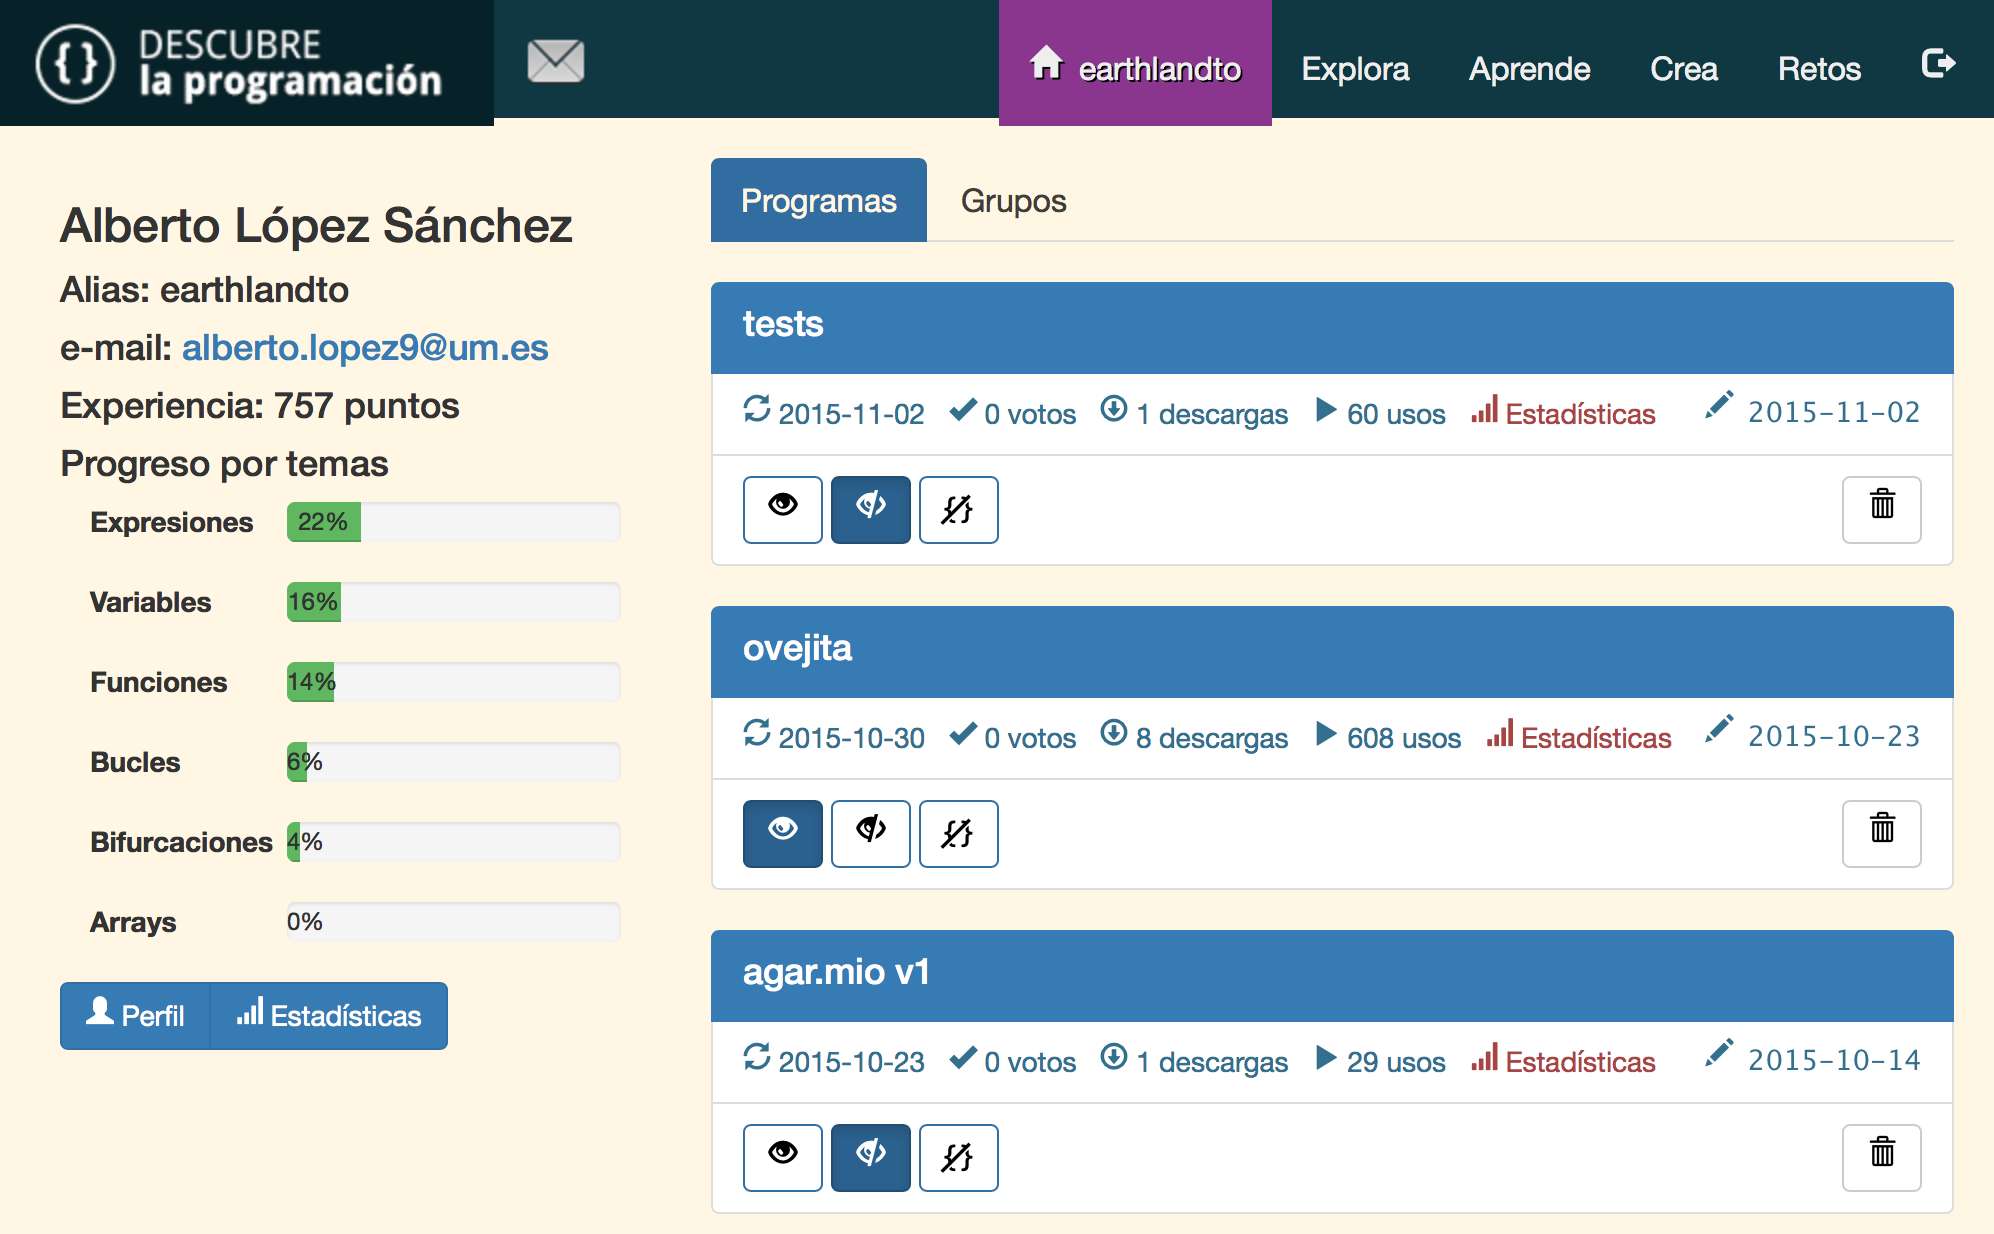 { } DESCUBRE
la programación
earthlandto
Explora
Aprende
Crea
Retos
Alberto López Sánchez
Alias: earthlandto
e-mail: alberto.lopez9@um.es
Experiencia: 757 puntos
Progreso por temas
Expresiones 22%
Variables 16%
Funciones 14%
Bucles 6%
Bifurcaciones 4%
Arrays 0%
Perfil Estadísticas
Programas Grupos
tests
2015-11-02 0 votos 1 descargas 60 usos Estadísticas 2015-11-02
ovejita
2015-10-30 0 votos 8 descargas 608 usos Estadísticas 2015-10-23
agar.mio v1
2015-10-23 0 votos 1 descargas 29 usos Estadísticas 2015-10-14